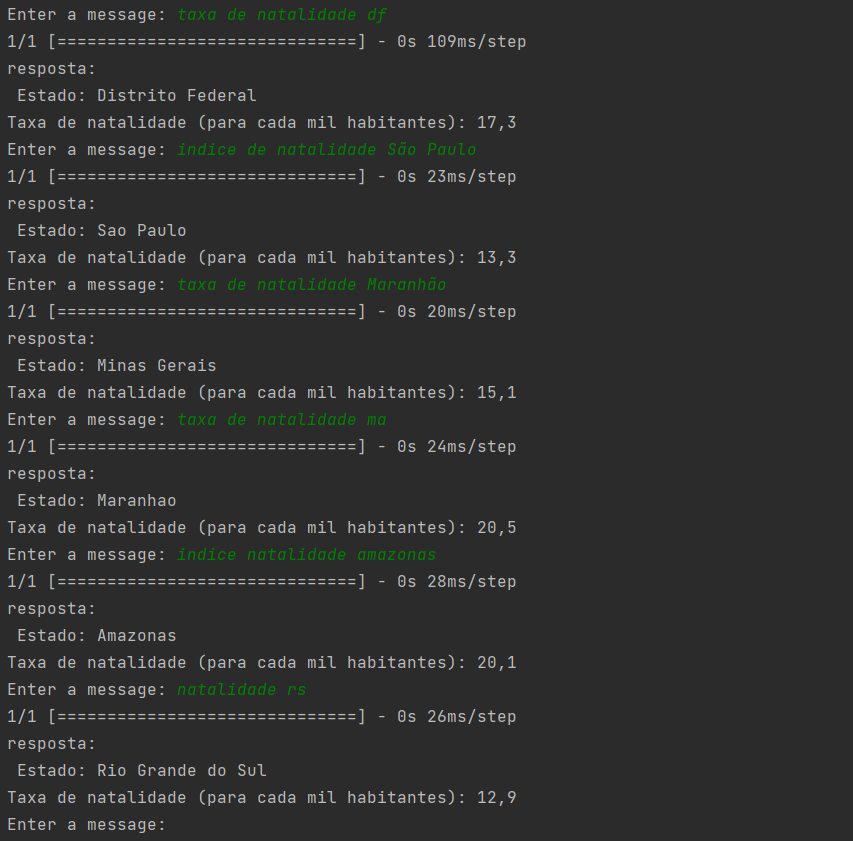 Enter a message: taxa de natalidade df
1/1 [==============================] - 0s 109ms/step
resposta:
 Estado: Distrito Federal
Taxa de natalidade (para cada mil habitantes): 17,3
Enter a message: indice de natalidade São Paulo
1/1 [==============================] - 0s 23ms/step
resposta:
 Estado: Sao Paulo
Taxa de natalidade (para cada mil habitantes): 13,3
Enter a message: taxa de natalidade Maranhão
1/1 [==============================] - 0s 20ms/step
resposta:
 Estado: Minas Gerais
Taxa de natalidade (para cada mil habitantes): 15,1
Enter a message: taxa de natalidade ma
1/1 [==============================] - 0s 24ms/step
resposta:
 Estado: Maranhao
Taxa de natalidade (para cada mil habitantes): 20,5
Enter a message: indice natalidade amazonas
1/1 [==============================] - 0s 28ms/step
resposta:
 Estado: Amazonas
Taxa de natalidade (para cada mil habitantes): 20,1
Enter a message: natalidade rs
1/1 [==============================] - 0s 26ms/step
resposta:
 Estado: Rio Grande do Sul
Taxa de natalidade (para cada mil habitantes): 12,9
Enter a message: